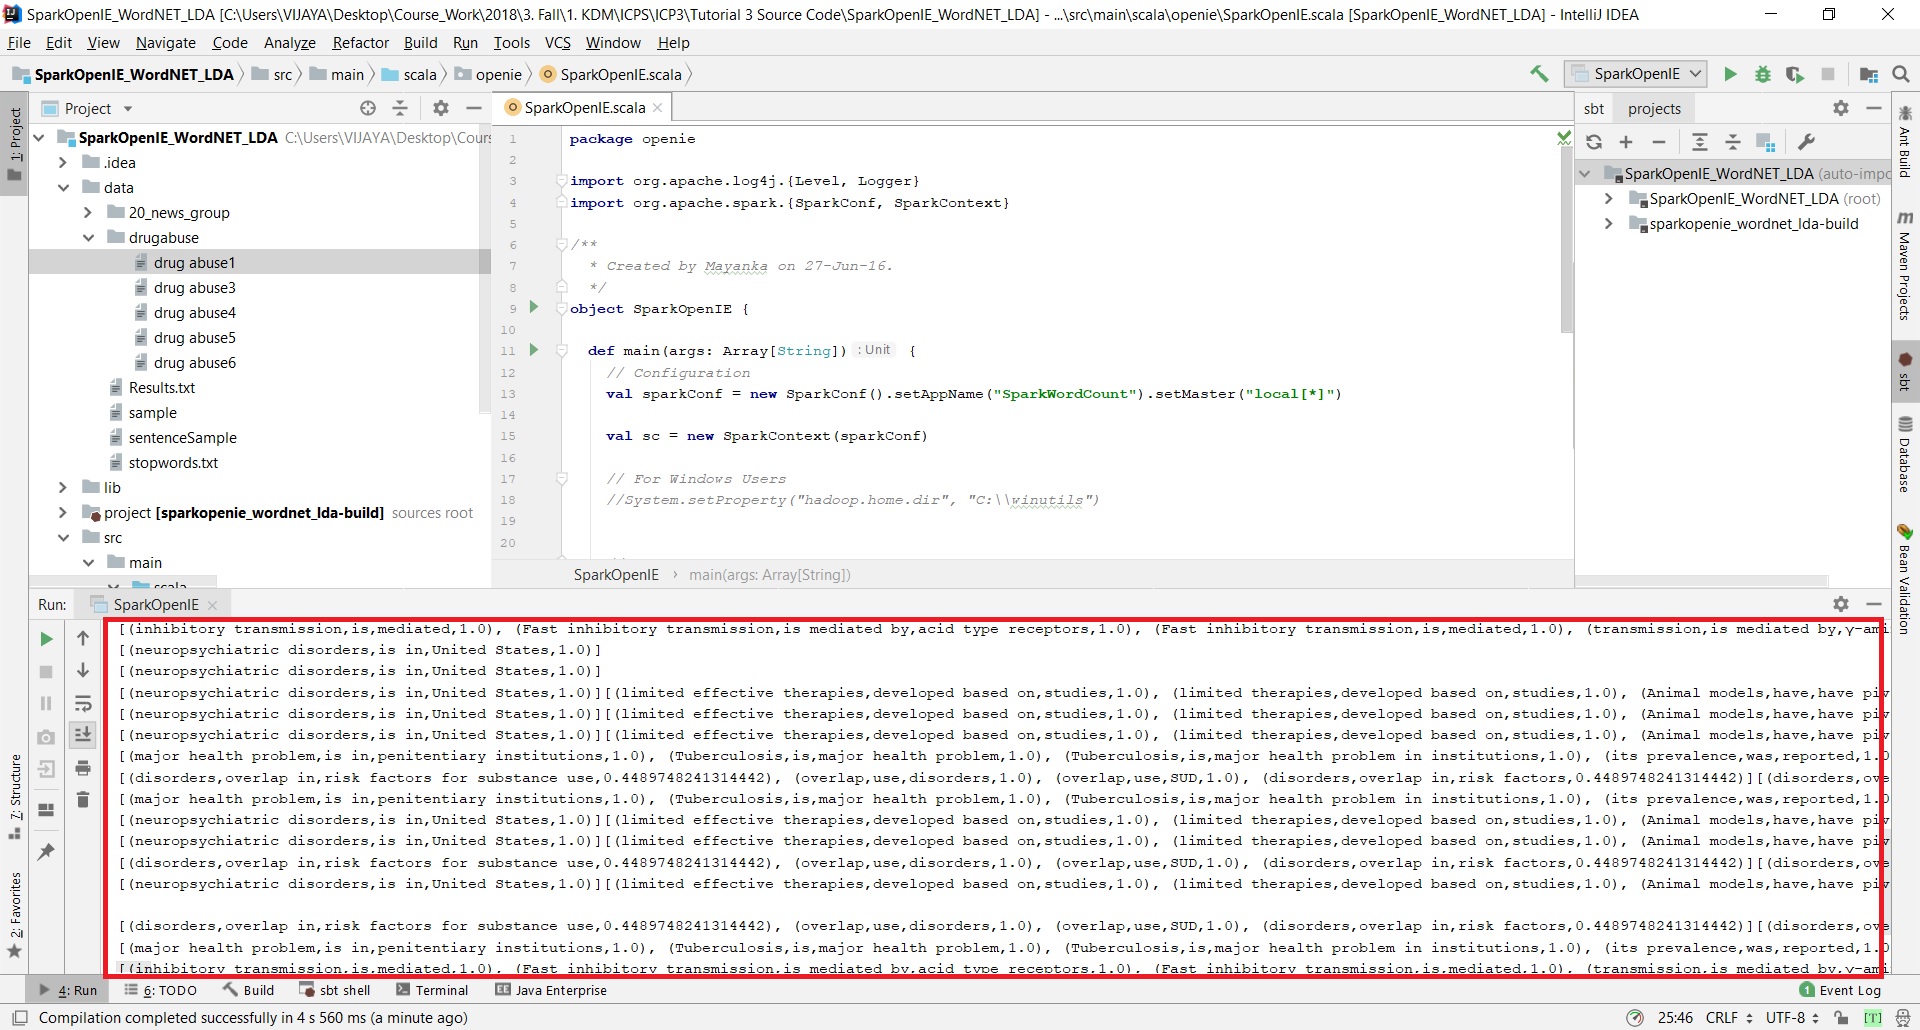 SparkOpenIE_WordNET_LDA [C:\Users\VIJAYA\Desktop\Course_Work\2018\3. Fall\1. KDM\ICPS\ICP3\Tutorial 3 Source Code\SparkOpenIE_WordNET_LDA] - ...\src\main\scala\openie\SparkOpenIE.scala [SparkOpenIE_WordNET_LDA] - IntelliJ IDEA
File Edit View Navigate Code Analyze Refactor Build Run Tools VCS Window Help
SparkOpenIE_WordNET_LDA src main scala openie SparkOpenIE.scala SparkOpenIE
1: Project
Project
SparkOpenIE_WordNET_LDA C:\Users\VIJAYA\Desktop\Cours
.idea
data
20_news_group
drugabuse
drug abuse1
drug abuse3
drug abuse4
drug abuse5
drug abuse6
Results.txt
sample
sentenceSample
stopwords.txt
lib
project [sparkopenie_wordnet_lda-build] sources root
src
main
scala
SparkOpenIE.scala
1 package openie
2
3 import org.apache.log4j.{Level, Logger}
4 import org.apache.spark.{SparkConf, SparkContext}
5
6 /**
7 * Created by Mayanka on 27-Jun-16.
8 */
9 object SparkOpenIE {
10
11 def main(args: Array[String]) : Unit {
12 // Configuration
13 val sparkConf = new SparkConf().setAppName("SparkWordCount").setMaster("local[*]")
14
15 val sc = new SparkContext(sparkConf)
16
17 // For Windows Users
18 //System.setProperty("hadoop.home.dir", "C:\\winutils")
19
20
SparkOpenIE › main(args: Array[String])
sbt projects
SparkOpenIE_WordNET_LDA (auto-impo
SparkOpenIE_WordNET_LDA (root)
sparkopenie_wordnet_lda-build
Ant Build
Maven Projects
sbt
Database
Bean Validation
Run: SparkOpenIE
[(inhibitory transmission,is,mediated,1.0), (Fast inhibitory transmission,is mediated by,acid type receptors,1.0), (Fast inhibitory transmission,is,mediated,1.0), (transmission,is mediated by,γ-ami
[(neuropsychiatric disorders,is in,United States,1.0)]
[(neuropsychiatric disorders,is in,United States,1.0)]
[(neuropsychiatric disorders,is in,United States,1.0)][(limited effective therapies,developed based on,studies,1.0), (limited therapies,developed based on,studies,1.0), (Animal models,have,have piv
[(neuropsychiatric disorders,is in,United States,1.0)][(limited effective therapies,developed based on,studies,1.0), (limited therapies,developed based on,studies,1.0), (Animal models,have,have piv
[(neuropsychiatric disorders,is in,United States,1.0)][(limited effective therapies,developed based on,studies,1.0), (limited therapies,developed based on,studies,1.0), (Animal models,have,have piv
[(major health problem,is in,penitentiary institutions,1.0), (Tuberculosis,is,major health problem,1.0), (Tuberculosis,is,major health problem in institutions,1.0), (its prevalence,was,reported,1.0
[(disorders,overlap in,risk factors for substance use,0.4489748241314442), (overlap,use,disorders,1.0), (overlap,use,SUD,1.0), (disorders,overlap in,risk factors,0.4489748241314442)][(disorders,ove
[(major health problem,is in,penitentiary institutions,1.0), (Tuberculosis,is,major health problem,1.0), (Tuberculosis,is,major health problem in institutions,1.0), (its prevalence,was,reported,1.0
[(neuropsychiatric disorders,is in,United States,1.0)][(limited effective therapies,developed based on,studies,1.0), (limited therapies,developed based on,studies,1.0), (Animal models,have,have piv
[(neuropsychiatric disorders,is in,United States,1.0)][(limited effective therapies,developed based on,studies,1.0), (limited therapies,developed based on,studies,1.0), (Animal models,have,have piv
[(disorders,overlap in,risk factors for substance use,0.4489748241314442), (overlap,use,disorders,1.0), (overlap,use,SUD,1.0), (disorders,overlap in,risk factors,0.4489748241314442)][(disorders,ove
[(neuropsychiatric disorders,is in,United States,1.0)][(limited effective therapies,developed based on,studies,1.0), (limited therapies,developed based on,studies,1.0), (Animal models,have,have piv
[(disorders,overlap in,risk factors for substance use,0.4489748241314442), (overlap,use,disorders,1.0), (overlap,use,SUD,1.0), (disorders,overlap in,risk factors,0.4489748241314442)][(disorders,ove
[(major health problem,is in,penitentiary institutions,1.0), (Tuberculosis,is,major health problem,1.0), (Tuberculosis,is,major health problem in institutions,1.0), (its prevalence,was,reported,1.0
[(inhibitory transmission,is,mediated,1.0), (Fast inhibitory transmission,is mediated by,acid type receptors,1.0), (Fast inhibitory transmission,is,mediated,1.0), (transmission,is mediated by,γ-ami
7: Structure
2: Favorites
4: Run 6: TODO Build sbt shell Terminal Java Enterprise 1 Event Log
Compilation completed successfully in 4 s 560 ms (a minute ago) 25:46 CRLF UTF-8 [T]